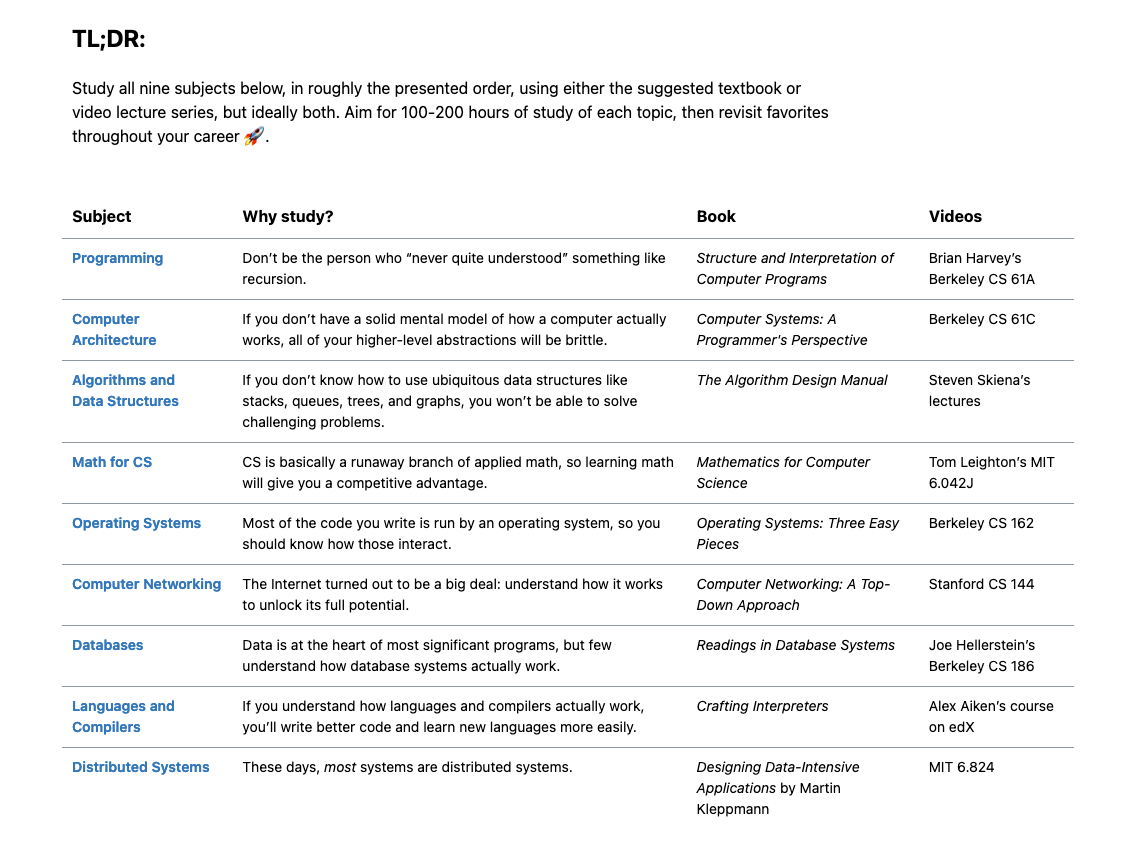 TL;DR:
Study all nine subjects below, in roughly the presented order, using either the suggested textbook or
video lecture series, but ideally both. Aim for 100-200 hours of study of each topic, then revisit favorites
throughout your career 🚀.
Subject Why study? Book Videos
Programming Don’t be the person who “never quite understood” something like Structure and Interpretation of Brian Harvey’s
recursion. Computer Programs Berkeley CS 61A
Computer If you don’t have a solid mental model of how a computer actually Computer Systems: A Berkeley CS 61C
Architecture works, all of your higher-level abstractions will be brittle. Programmer's Perspective
Algorithms and If you don’t know how to use ubiquitous data structures like The Algorithm Design Manual Steven Skiena’s
Data Structures stacks, queues, trees, and graphs, you won’t be able to solve lectures
challenging problems.
Math for CS CS is basically a runaway branch of applied math, so learning math Mathematics for Computer Tom Leighton’s MIT
will give you a competitive advantage. Science 6.042J
Operating Systems Most of the code you write is run by an operating system, so you Operating Systems: Three Easy Berkeley CS 162
should know how those interact. Pieces
Computer Networking The Internet turned out to be a big deal: understand how it works Computer Networking: A Top- Stanford CS 144
to unlock its full potential. Down Approach
Databases Data is at the heart of most significant programs, but few Readings in Database Systems Joe Hellerstein’s
understand how database systems actually work. Berkeley CS 186
Languages and If you understand how languages and compilers actually work, Crafting Interpreters Alex Aiken’s course
Compilers you’ll write better code and learn new languages more easily. on edX
Distributed Systems These days, most systems are distributed systems. Designing Data-Intensive MIT 6.824
Applications by Martin
Kleppmann